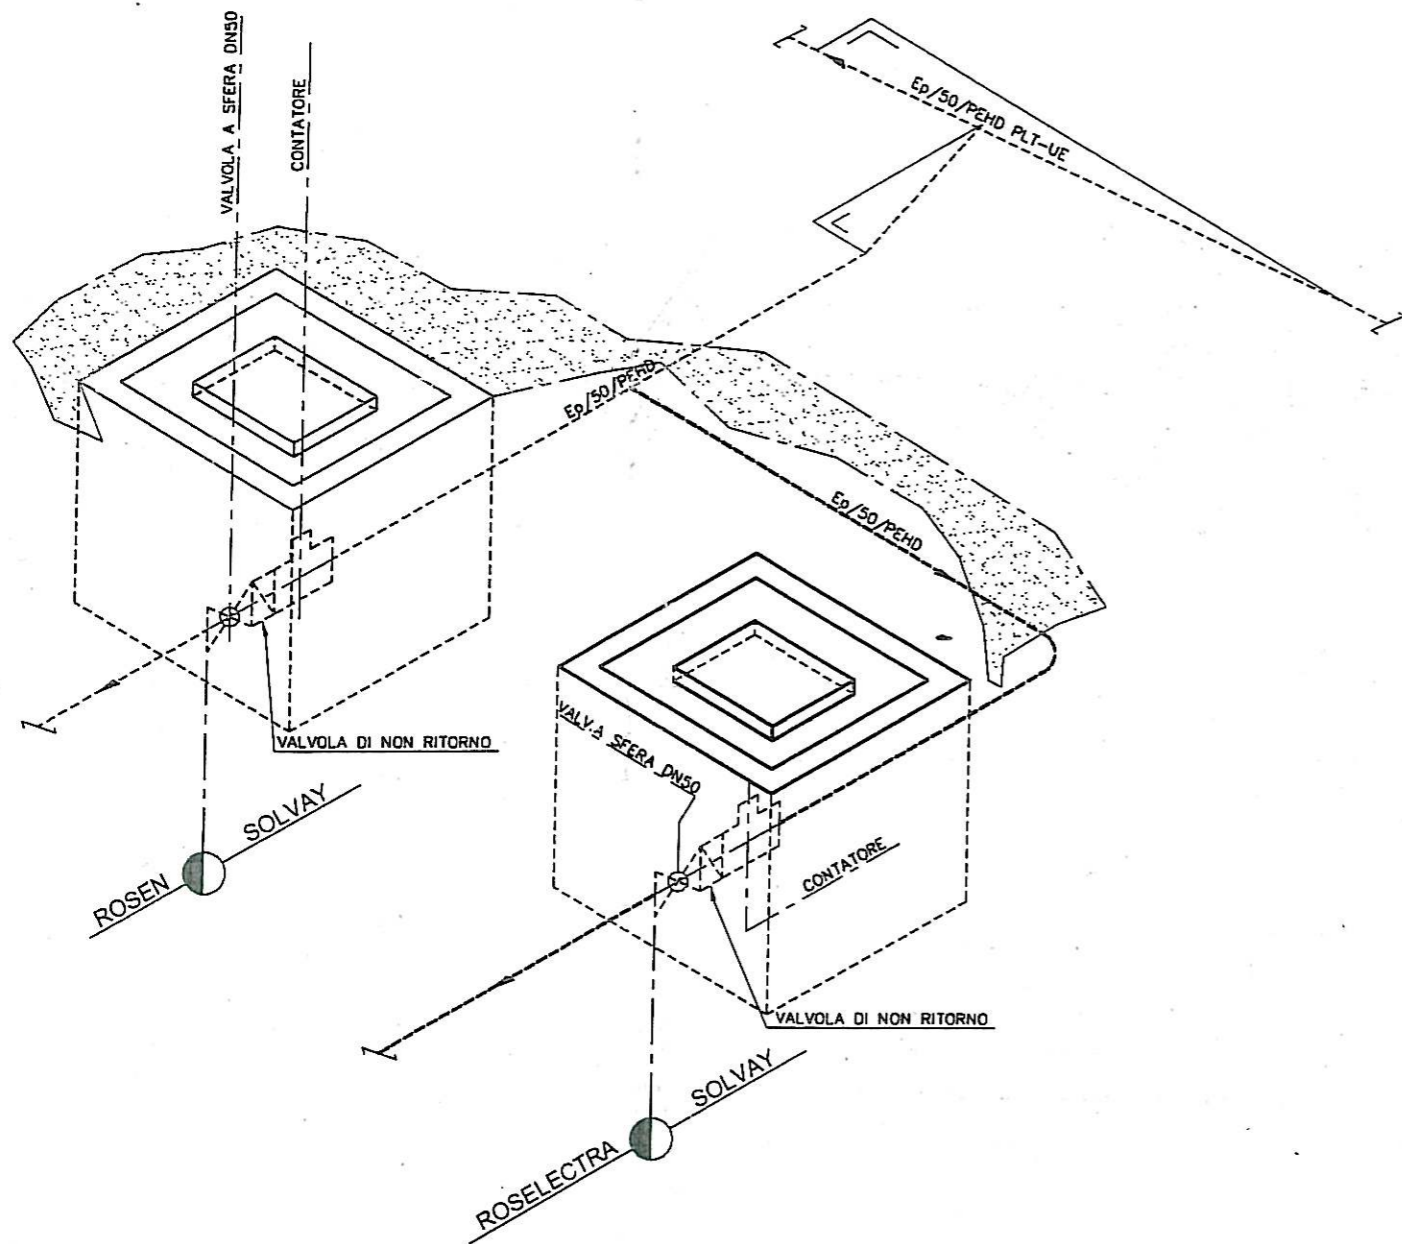 VALVOLA A SFERA DN50
CONTATORE
Ep/50/PEHD PLT-UE
Ep/50/PEHD
Ep/50/PEHD
VALVOLA DI NON RITORNO
VALV.A SFERA DN50
SOLVAY
ROSEN
CONTATORE
VALVOLA DI NON RITORNO
SOLVAY
ROSELECTRA